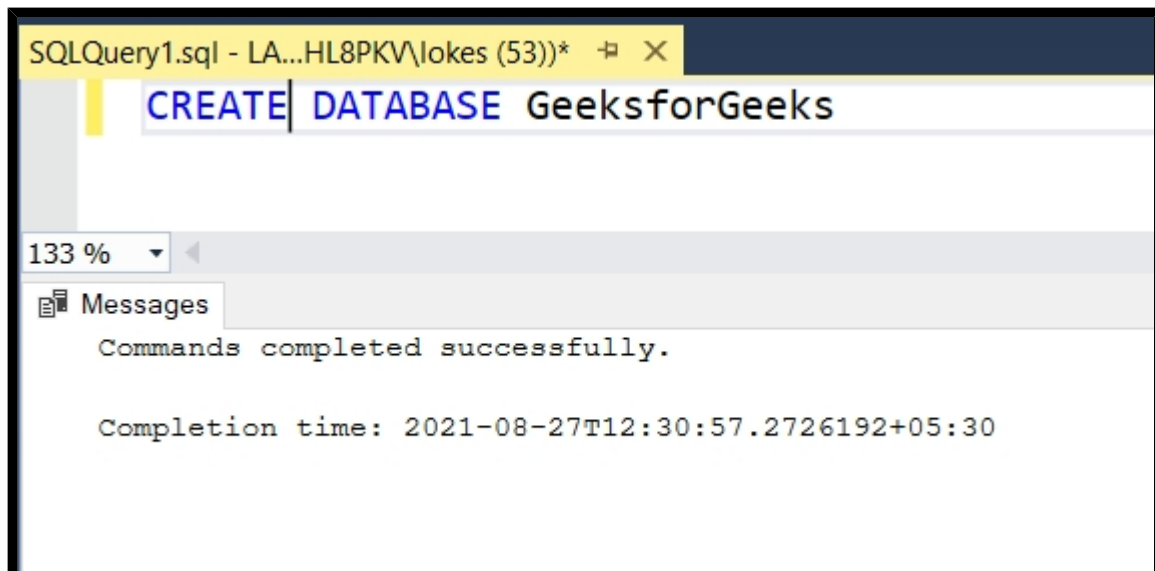 SQLQuery1.sql - LA...HL8PKV\lokes (53))*
CREATE DATABASE GeeksforGeeks
133 %
Messages
Commands completed successfully.
Completion time: 2021-08-27T12:30:57.2726192+05:30